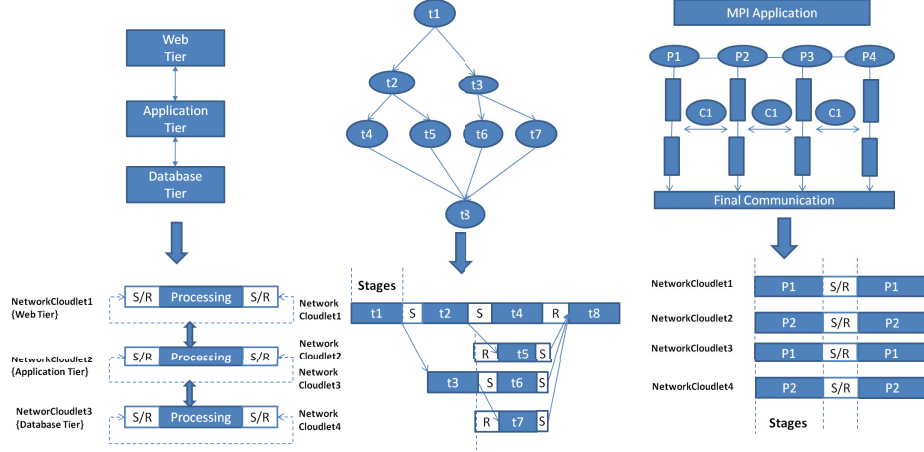 Web
Tier
Application
Tier
Database
Tier
NetworkCloudlet1
{Web Tier}
S/R Processing S/R
NetworkCloudlet2
{Application Tier}
S/R Processing S/R
NetworCloudlet3
{Database Tier}
S/R Processing S/R
t1
t2
t3
t4
t5
t6
t7
t8
Stages
Network
Cloudlet1
t1 S t2 S t4 R t8
Network
Cloudlet2
R t5 S
Network
Cloudlet3
t3 S t6 S
Network
Cloudlet4
R t7 S
MPI Application
P1 P2 P3 P4
C1 C1 C1
Final Communication
NetworkCloudlet1
P1 S/R P1
NetworkCloudlet2
P2 S/R P2
NetworkCloudlet3
P1 S/R P1
NetworkCloudlet4
P2 S/R P2
Stages